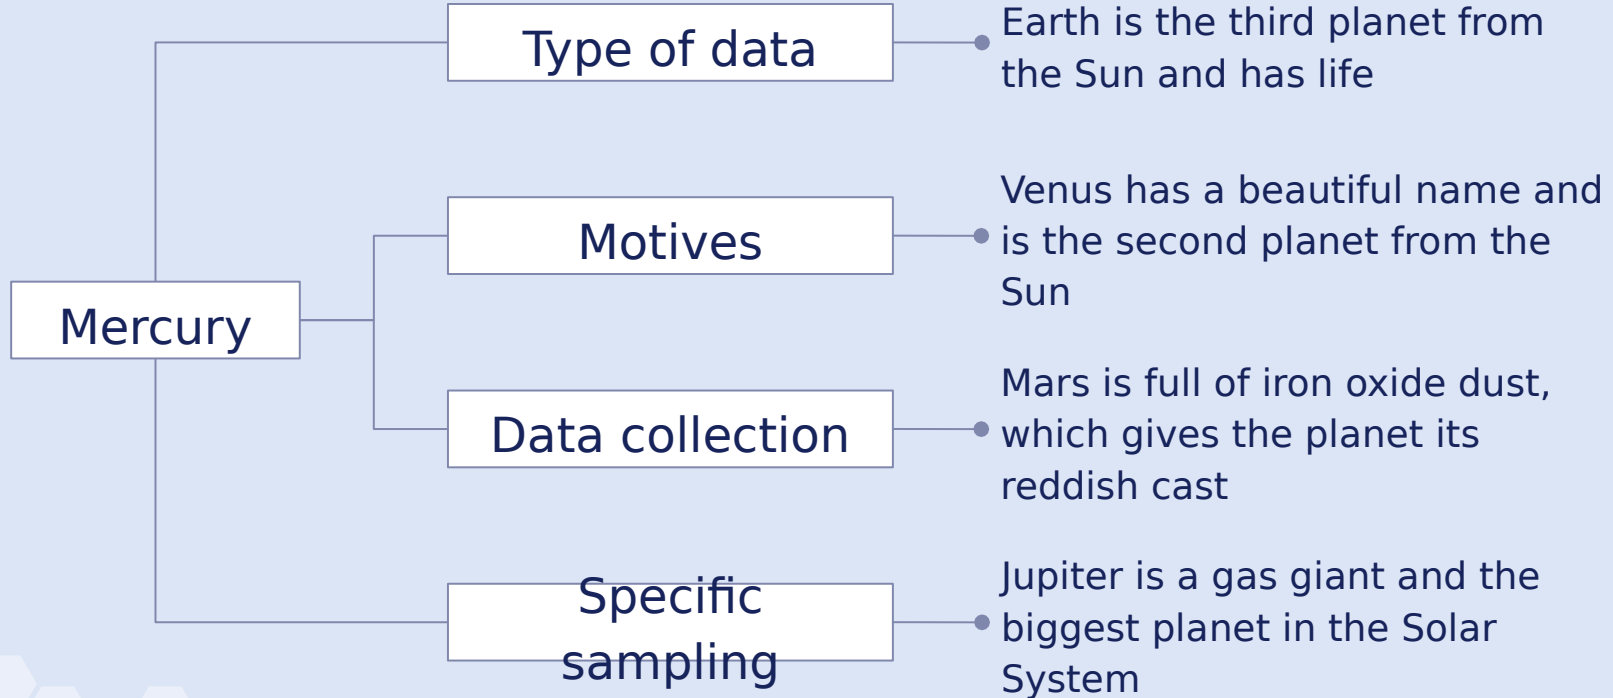 Type of data
Earth is the third planet from
the Sun and has life
Motives
Venus has a beautiful name and
is the second planet from the
Sun
Mercury
Data collection
Mars is full of iron oxide dust,
which gives the planet its
reddish cast
Specific
sampling
Jupiter is a gas giant and the
biggest planet in the Solar
System